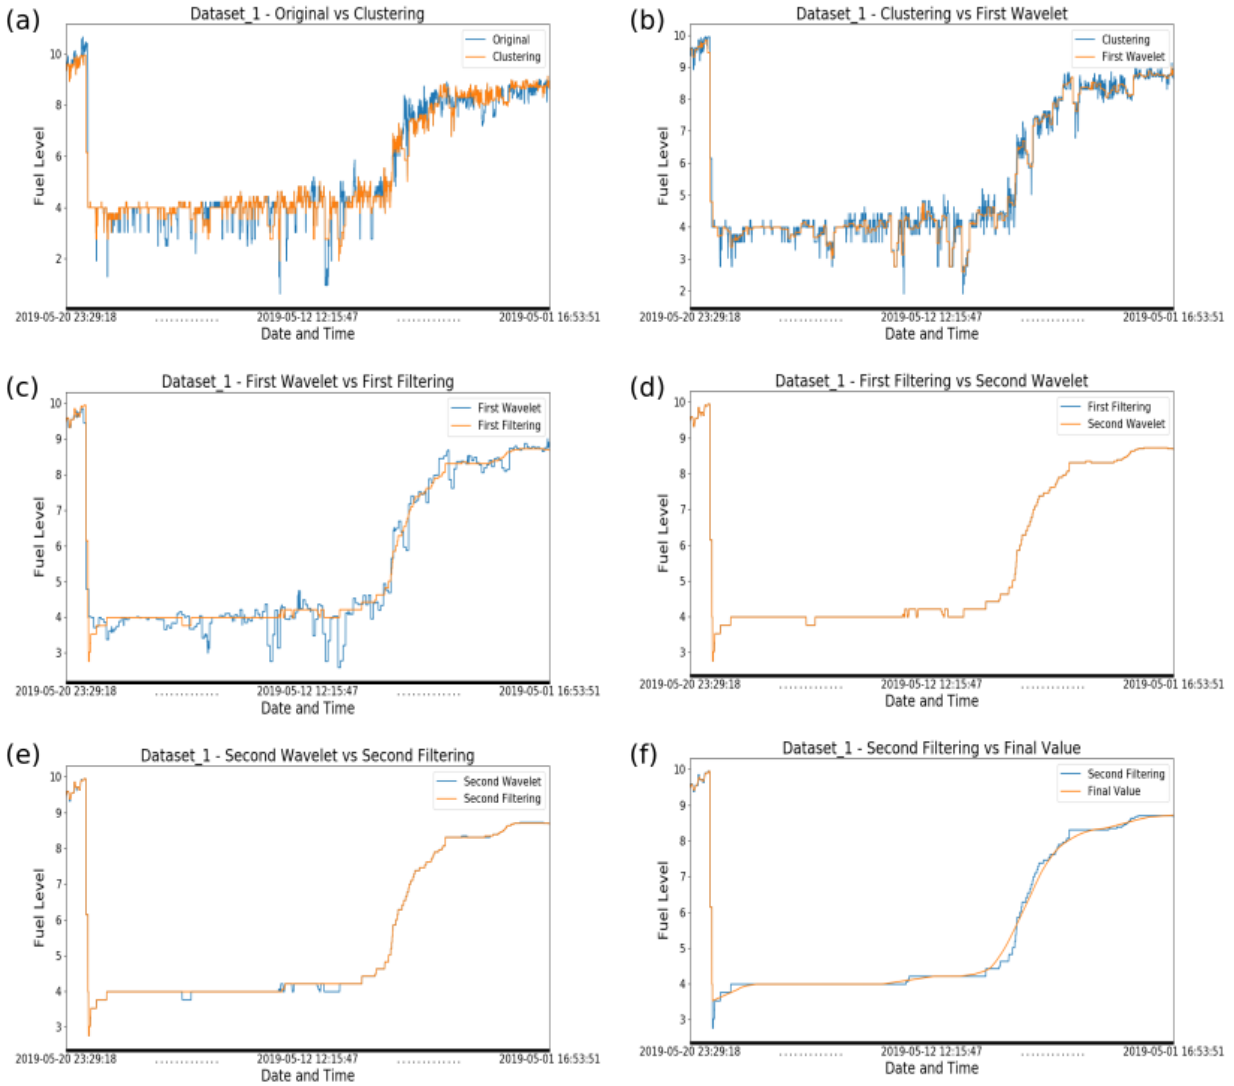 (a)
Dataset_1 - Original vs Clustering
Original
Clustering
10
8
6
4
2
Fuel Level
2019-05-20 23:29:18 ............ 2019-05-12 12:15:47 ............ 2019-05-01 16:53:51
Date and Time
(b)
Dataset_1 - Clustering vs First Wavelet
Clustering
First Wavelet
10
9
8
7
6
5
4
3
2
Fuel Level
2019-05-20 23:29:18 ............ 2019-05-12 12:15:47 ............ 2019-05-01 16:53:51
Date and Time
(c)
Dataset_1 - First Wavelet vs First Filtering
First Wavelet
First Filtering
10
9
8
7
6
5
4
3
Fuel Level
2019-05-20 23:29:18 ............ 2019-05-12 12:15:47 ............ 2019-05-01 16:53:51
Date and Time
(d)
Dataset_1 - First Filtering vs Second Wavelet
First Filtering
Second Wavelet
10
9
8
7
6
5
4
3
Fuel Level
2019-05-20 23:29:18 ............ 2019-05-12 12:15:47 ............ 2019-05-01 16:53:51
Date and Time
(e)
Dataset_1 - Second Wavelet vs Second Filtering
Second Wavelet
Second Filtering
10
9
8
7
6
5
4
3
Fuel Level
2019-05-20 23:29:18 ............ 2019-05-12 12:15:47 ............ 2019-05-01 16:53:51
Date and Time
(f)
Dataset_1 - Second Filtering vs Final Value
Second Filtering
Final Value
10
9
8
7
6
5
4
3
Fuel Level
2019-05-20 23:29:18 ............ 2019-05-12 12:15:47 ............ 2019-05-01 16:53:51
Date and Time